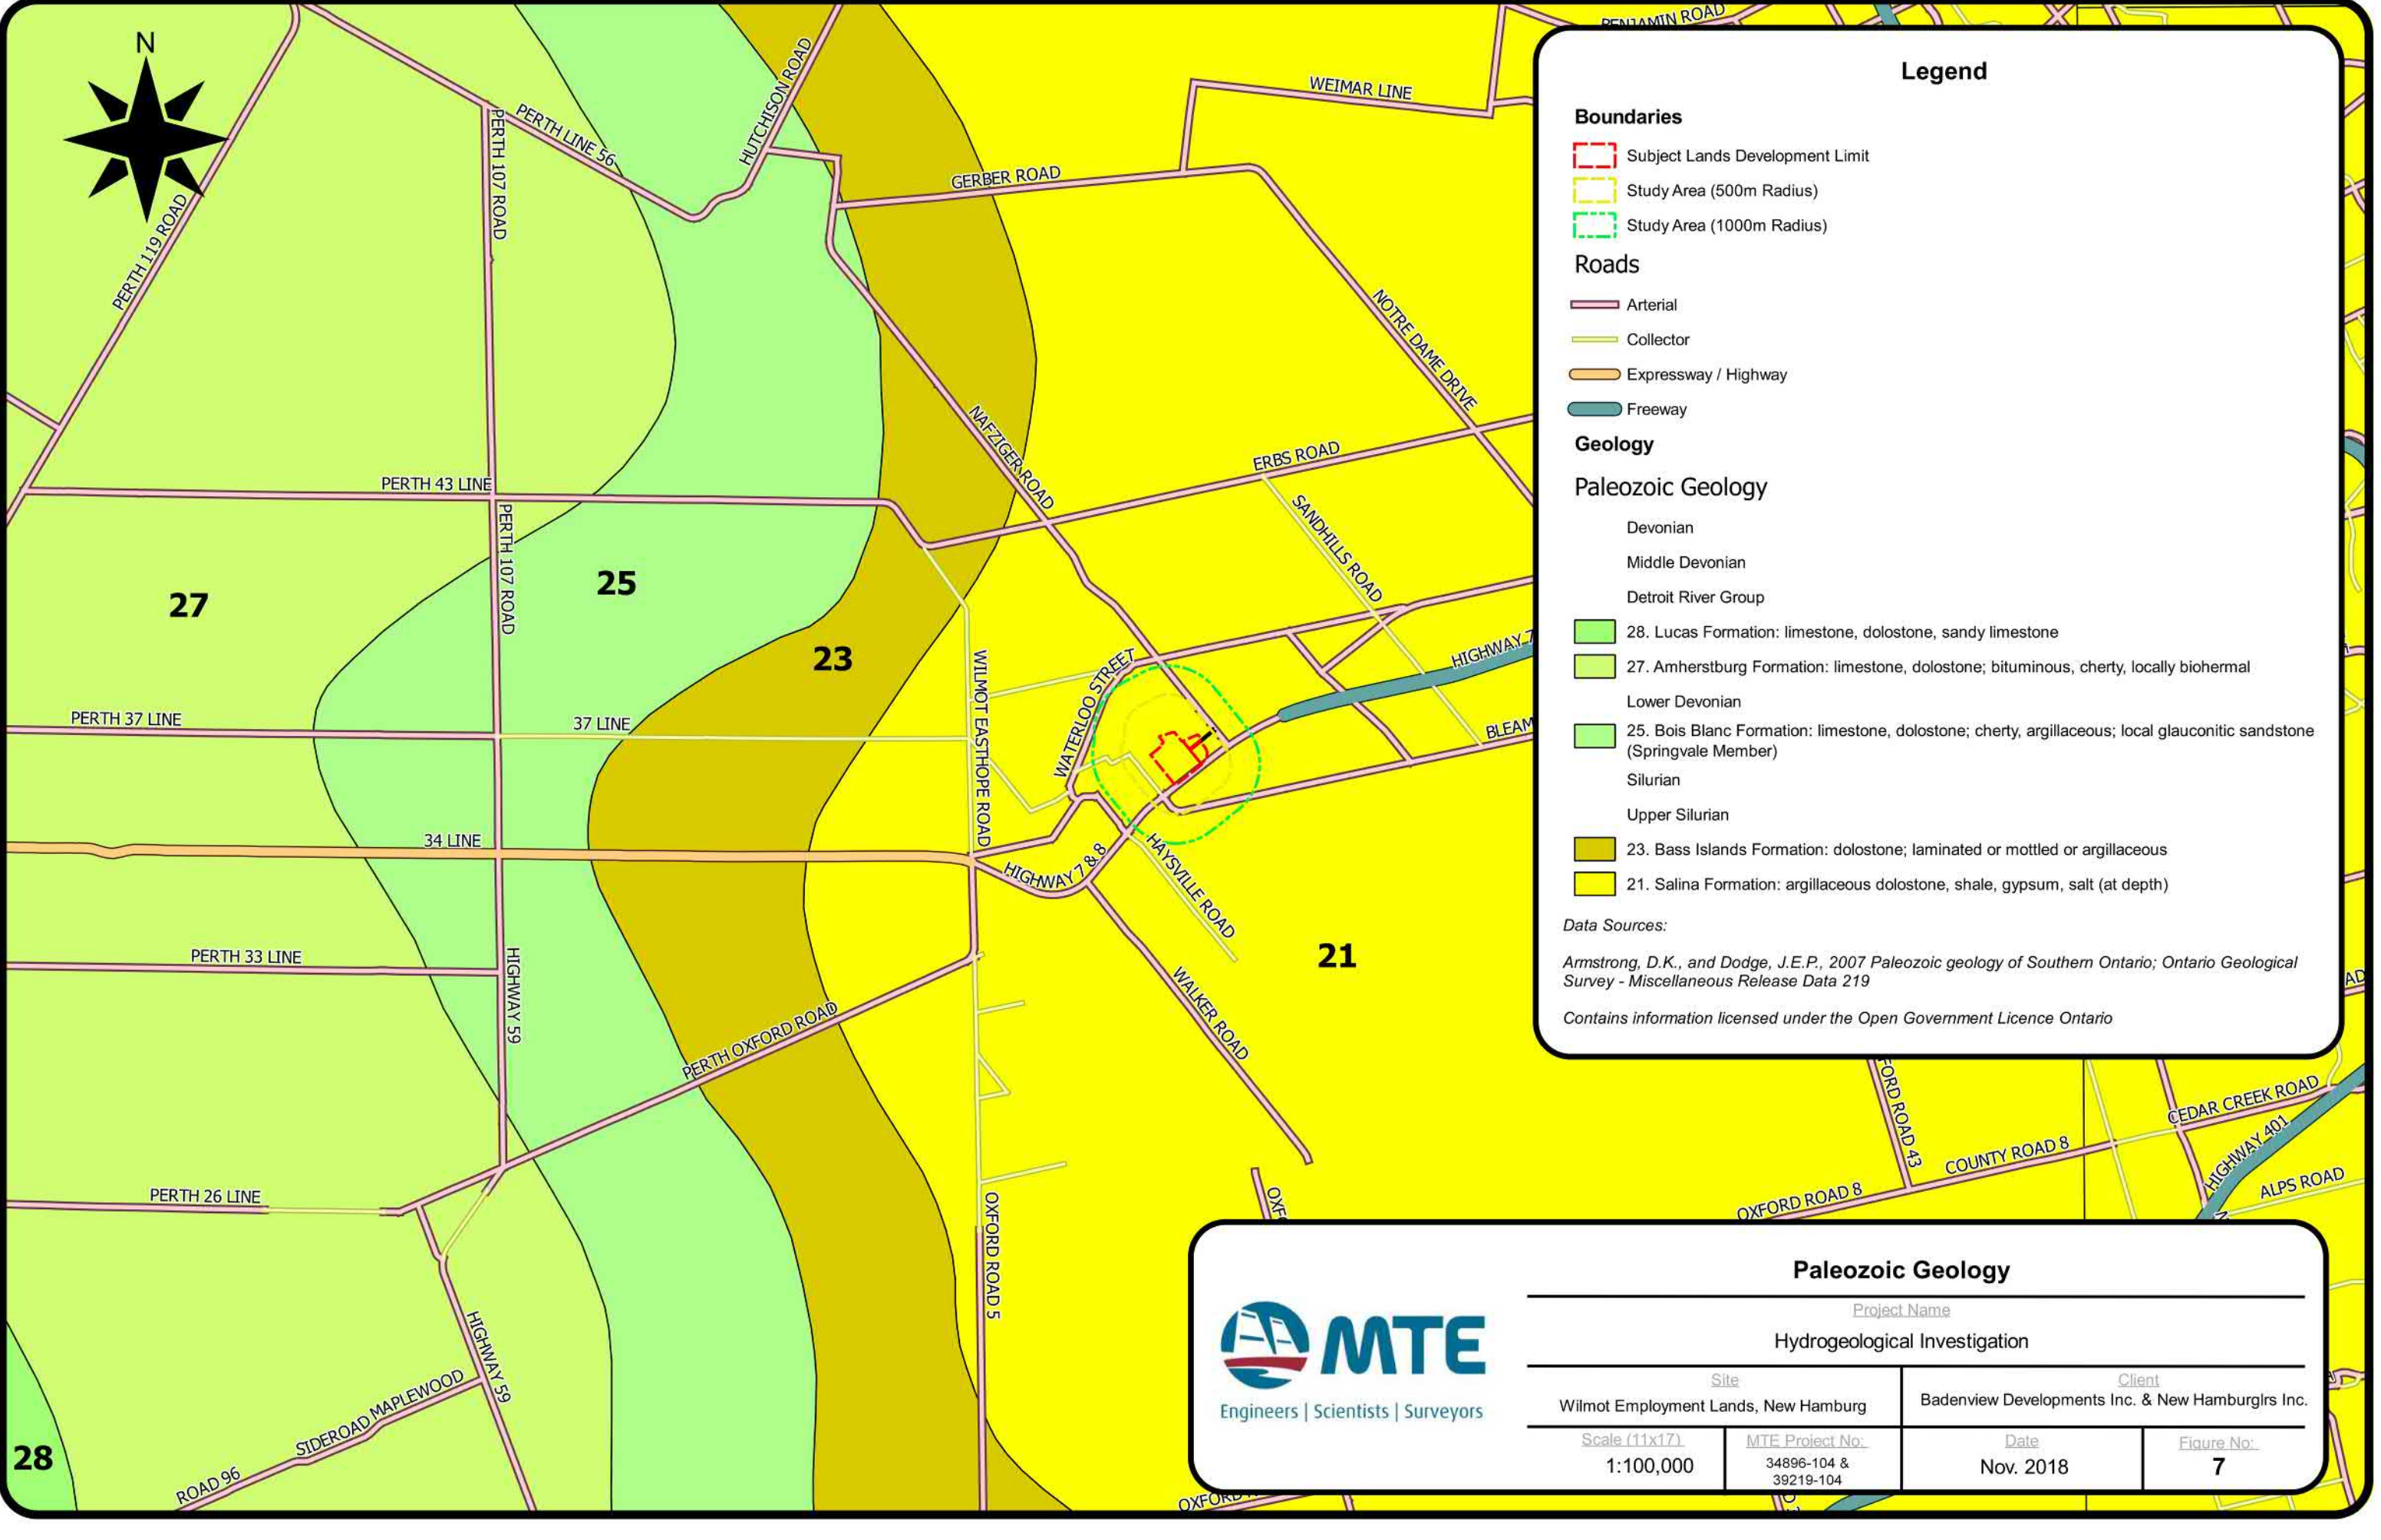 N
BENJAMIN ROAD
HUTCHISON ROAD
WEIMAR LINE
PERTH LINE 56
PERTH 107 ROAD
GERBER ROAD
PERTH 119 ROAD
NOTRE DAME DRIVE
NAFZIGER ROAD
ERBS ROAD
PERTH 43 LINE
SANDHILLS ROAD
PERTH 107 ROAD
25
27
23
WATERLOO STREET
WILMOT EASTHOPE ROAD
HIGHWAY 7
PERTH 37 LINE
37 LINE
BLEAM
34 LINE
HIGHWAY 7 & 8
HAYSVILLE ROAD
21
PERTH 33 LINE
HIGHWAY 59
WALKER ROAD
PERTH OXFORD ROAD
PERTH 26 LINE
OXFORD ROAD 5
OXFO
HIGHWAY 59
SIDEROAD MAPLEWOOD
28
ROAD 96
OXFORD
AD
FORD ROAD 43
CEDAR CREEK ROAD
HIGHWAY 401
COUNTY ROAD 8
ALPS ROAD
OXFORD ROAD 8
Legend
Boundaries
Subject Lands Development Limit
Study Area (500m Radius)
Study Area (1000m Radius)
Roads
Arterial
Collector
Expressway / Highway
Freeway
Geology
Paleozoic Geology
Devonian
Middle Devonian
Detroit River Group
28. Lucas Formation: limestone, dolostone, sandy limestone
27. Amherstburg Formation: limestone, dolostone; bituminous, cherty, locally biohermal
Lower Devonian
25. Bois Blanc Formation: limestone, dolostone; cherty, argillaceous; local glauconitic sandstone
(Springvale Member)
Silurian
Upper Silurian
23. Bass Islands Formation: dolostone; laminated or mottled or argillaceous
21. Salina Formation: argillaceous dolostone, shale, gypsum, salt (at depth)
Data Sources:
Armstrong, D.K., and Dodge, J.E.P., 2007 Paleozoic geology of Southern Ontario; Ontario Geological
Survey - Miscellaneous Release Data 219
Contains information licensed under the Open Government Licence Ontario
MTE
Engineers | Scientists | Surveyors
Paleozoic Geology
Project Name
Hydrogeological Investigation
Site
Wilmot Employment Lands, New Hamburg
Client
Badenview Developments Inc. & New Hamburglrs Inc.
Scale (11x17)
1:100,000
MTE Project No:
34896-104 &
39219-104
Date
Nov. 2018
Figure No:
7